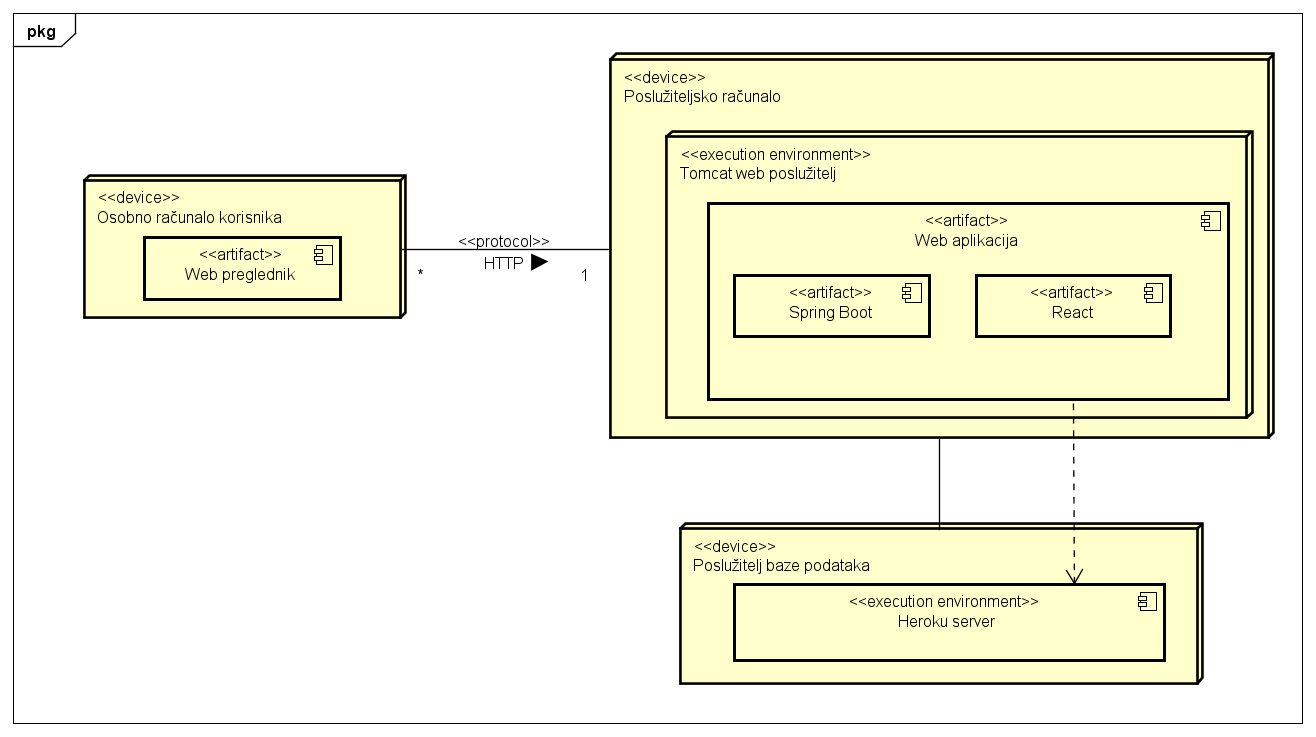 pkg
<<device>>
Poslužiteljsko računalo
<<execution environment>>
Tomcat web poslužitelj
<<artifact>>
Web aplikacija
<<artifact>>
Spring Boot
<<artifact>>
React
<<device>>
Osobno računalo korisnika
<<artifact>>
Web preglednik
<<protocol>>
HTTP
*
1
<<device>>
Poslužitelj baze podataka
<<execution environment>>
Heroku server